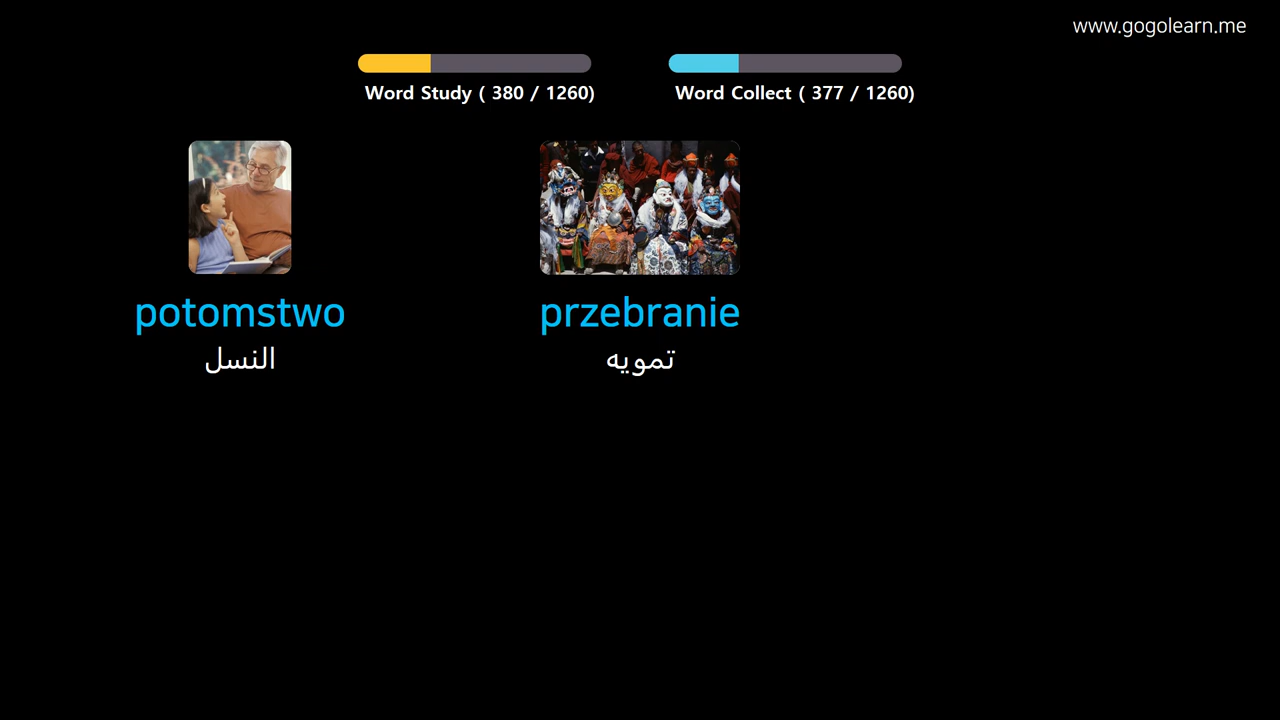 www.gogolearn.me
Word Study ( 380 / 1260)
Word Collect ( 377 / 1260)
potomstwo
النسل
przebranie
تمويه